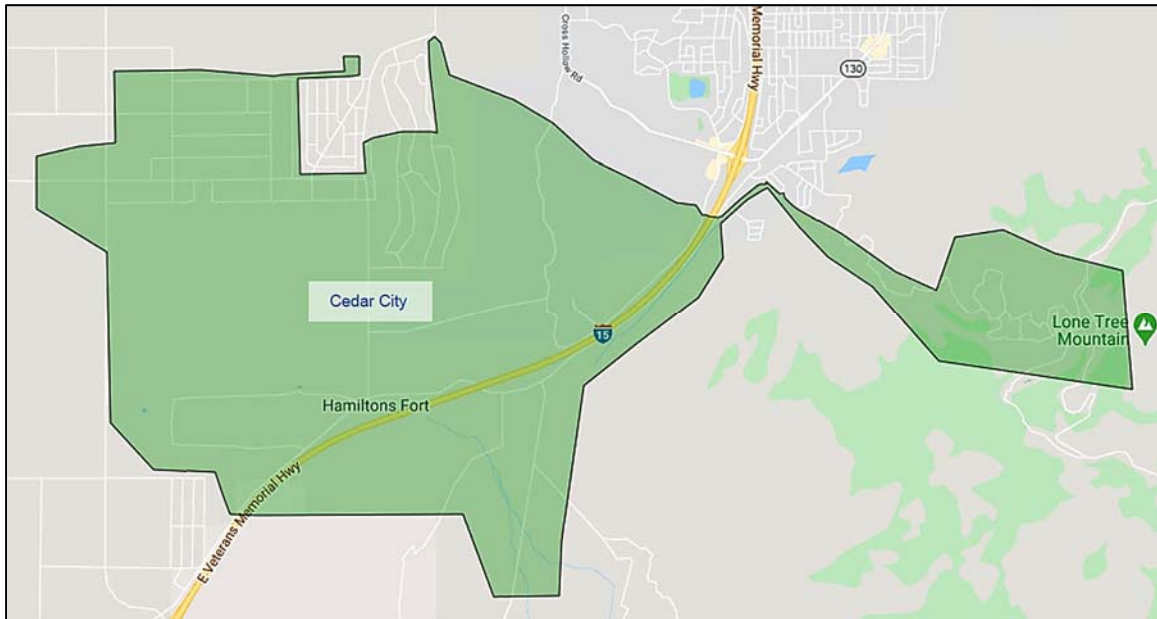 Cross Hollow Rd
Memorial Hwy
130
Cedar City
15
Lone Tree
Mountain
Hamiltons Fort
E Veterans Memorial Hwy